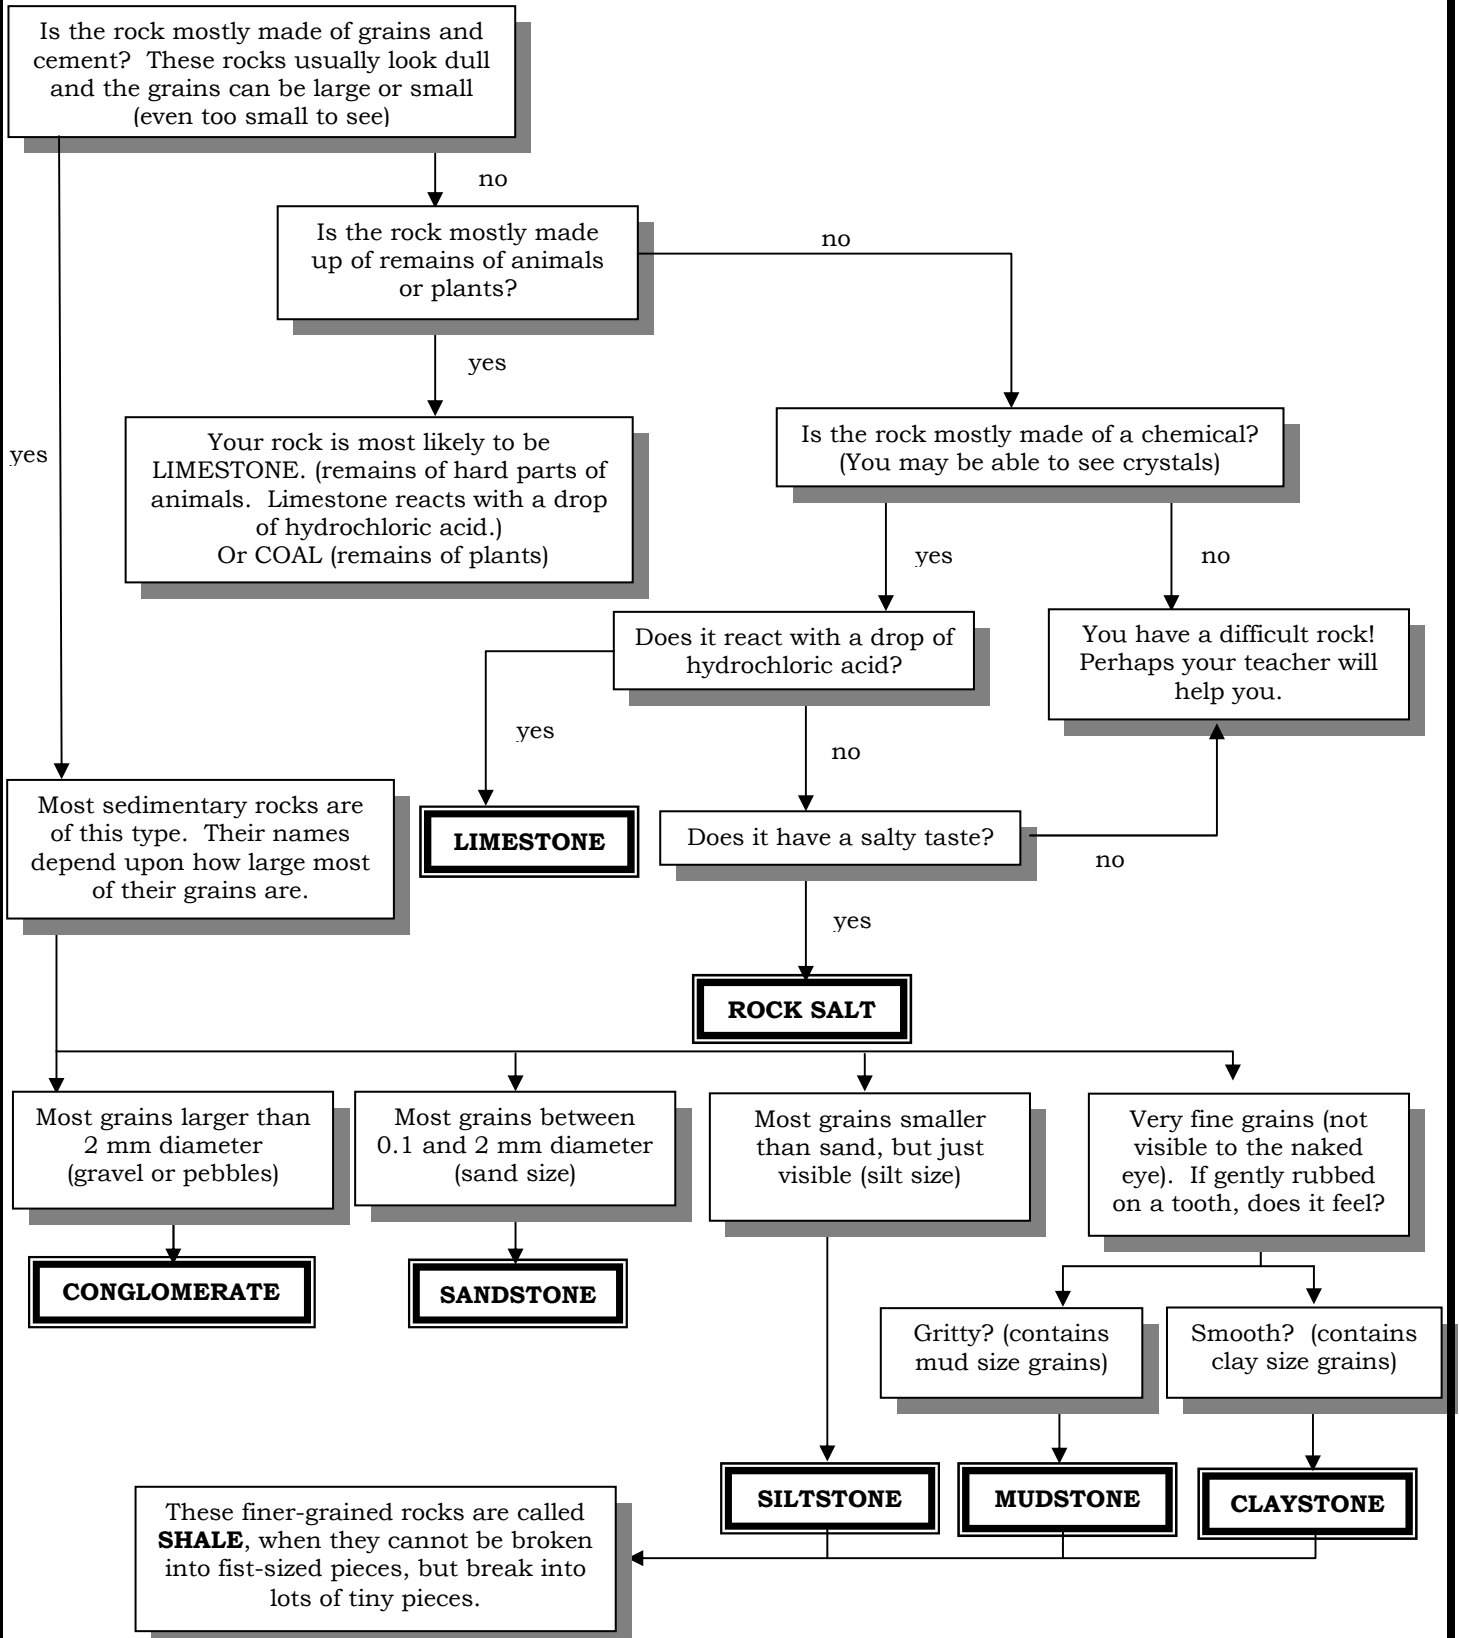 Is the rock mostly made of grains and
cement?  These rocks usually look dull
and the grains can be large or small
(even too small to see)
no
Is the rock mostly made
up of remains of animals
or plants?
no
yes
yes
Your rock is most likely to be
LIMESTONE. (remains of hard parts of
animals.  Limestone reacts with a drop
of hydrochloric acid.)
Or COAL (remains of plants)
Is the rock mostly made of a chemical?
(You may be able to see crystals)
yes
no
Does it react with a drop of
hydrochloric acid?
You have a difficult rock!
Perhaps your teacher will
help you.
yes
no
Most sedimentary rocks are
of this type.  Their names
depend upon how large most
of their grains are.
LIMESTONE
Does it have a salty taste?
no
yes
ROCK SALT
Most grains larger than
2 mm diameter
(gravel or pebbles)
Most grains between
0.1 and 2 mm diameter
(sand size)
Most grains smaller
than sand, but just
visible (silt size)
Very fine grains (not
visible to the naked
eye).  If gently rubbed
on a tooth, does it feel?
CONGLOMERATE
SANDSTONE
Gritty? (contains
mud size grains)
Smooth?  (contains
clay size grains)
SILTSTONE
MUDSTONE
CLAYSTONE
These finer-grained rocks are called
SHALE, when they cannot be broken
into fist-sized pieces, but break into
lots of tiny pieces.